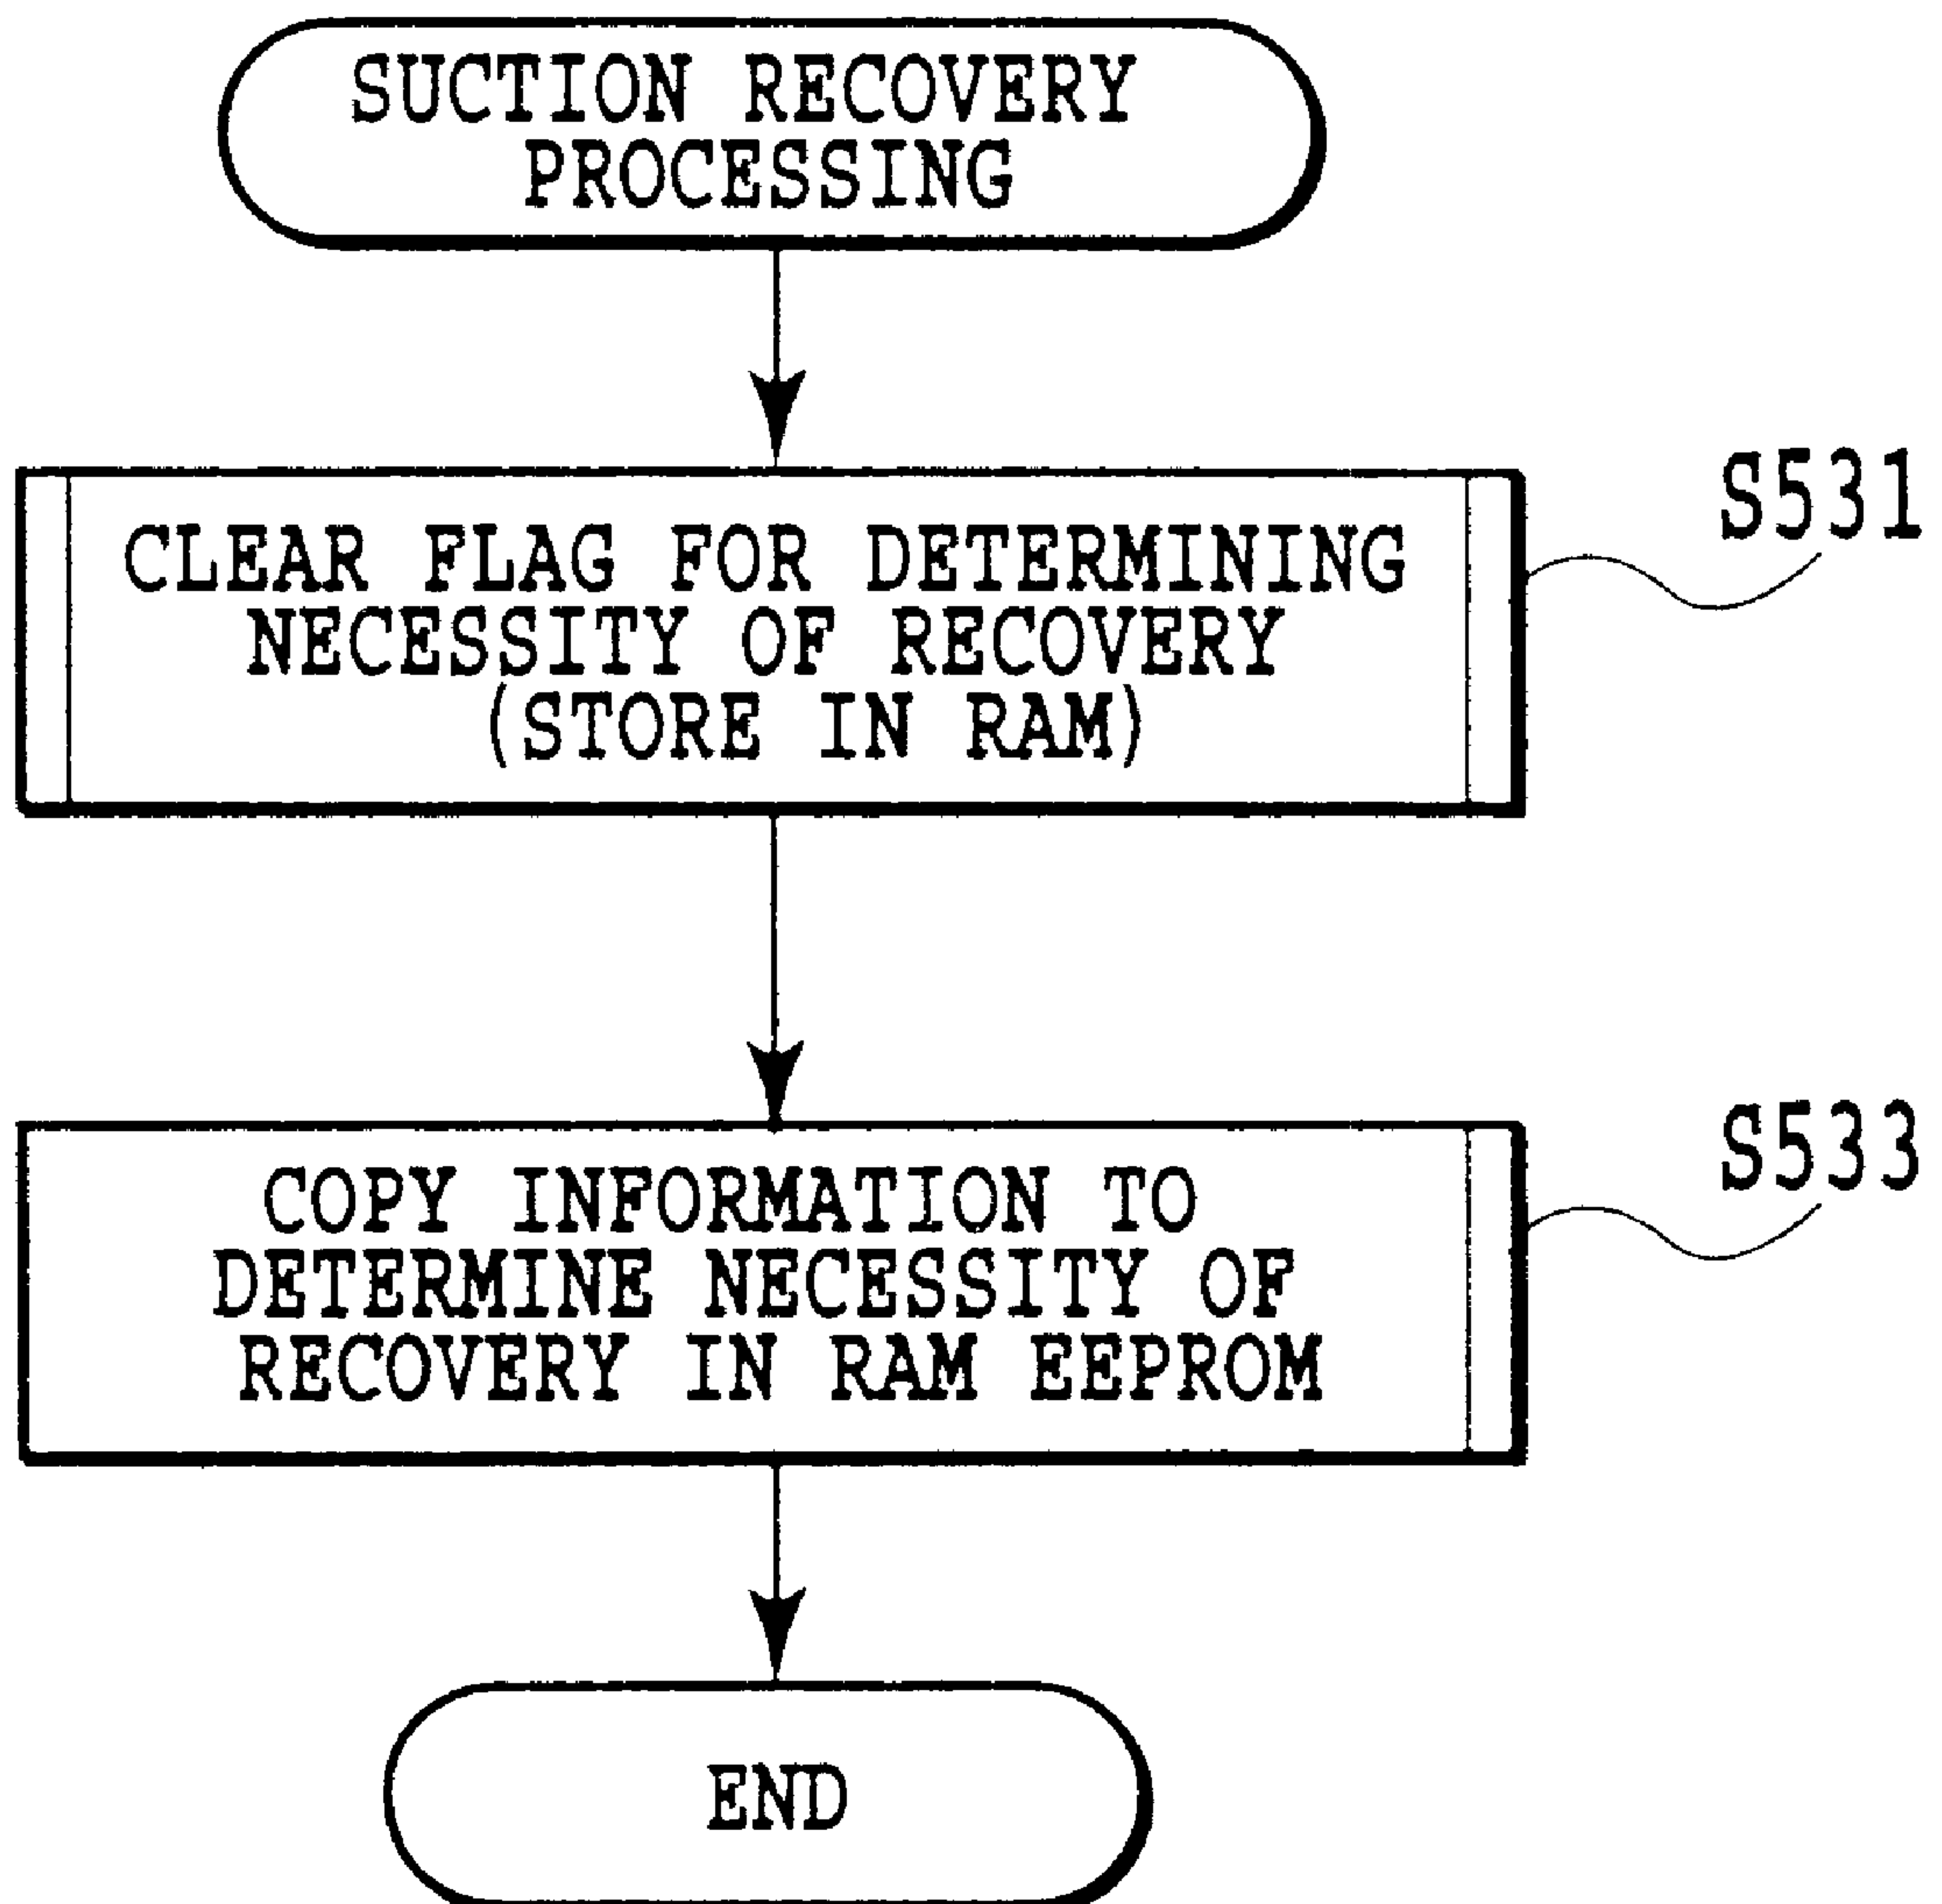 SUCTION RECOVERY
PROCESSING
S531
CLEAR FLAG FOR DETERMINING
NECESSITY OF RECOVERY
(STORE IN RAM)
S533
COPY INFORMATION TO
DETERMINE NECESSITY OF
RECOVERY IN RAM EEPROM
END